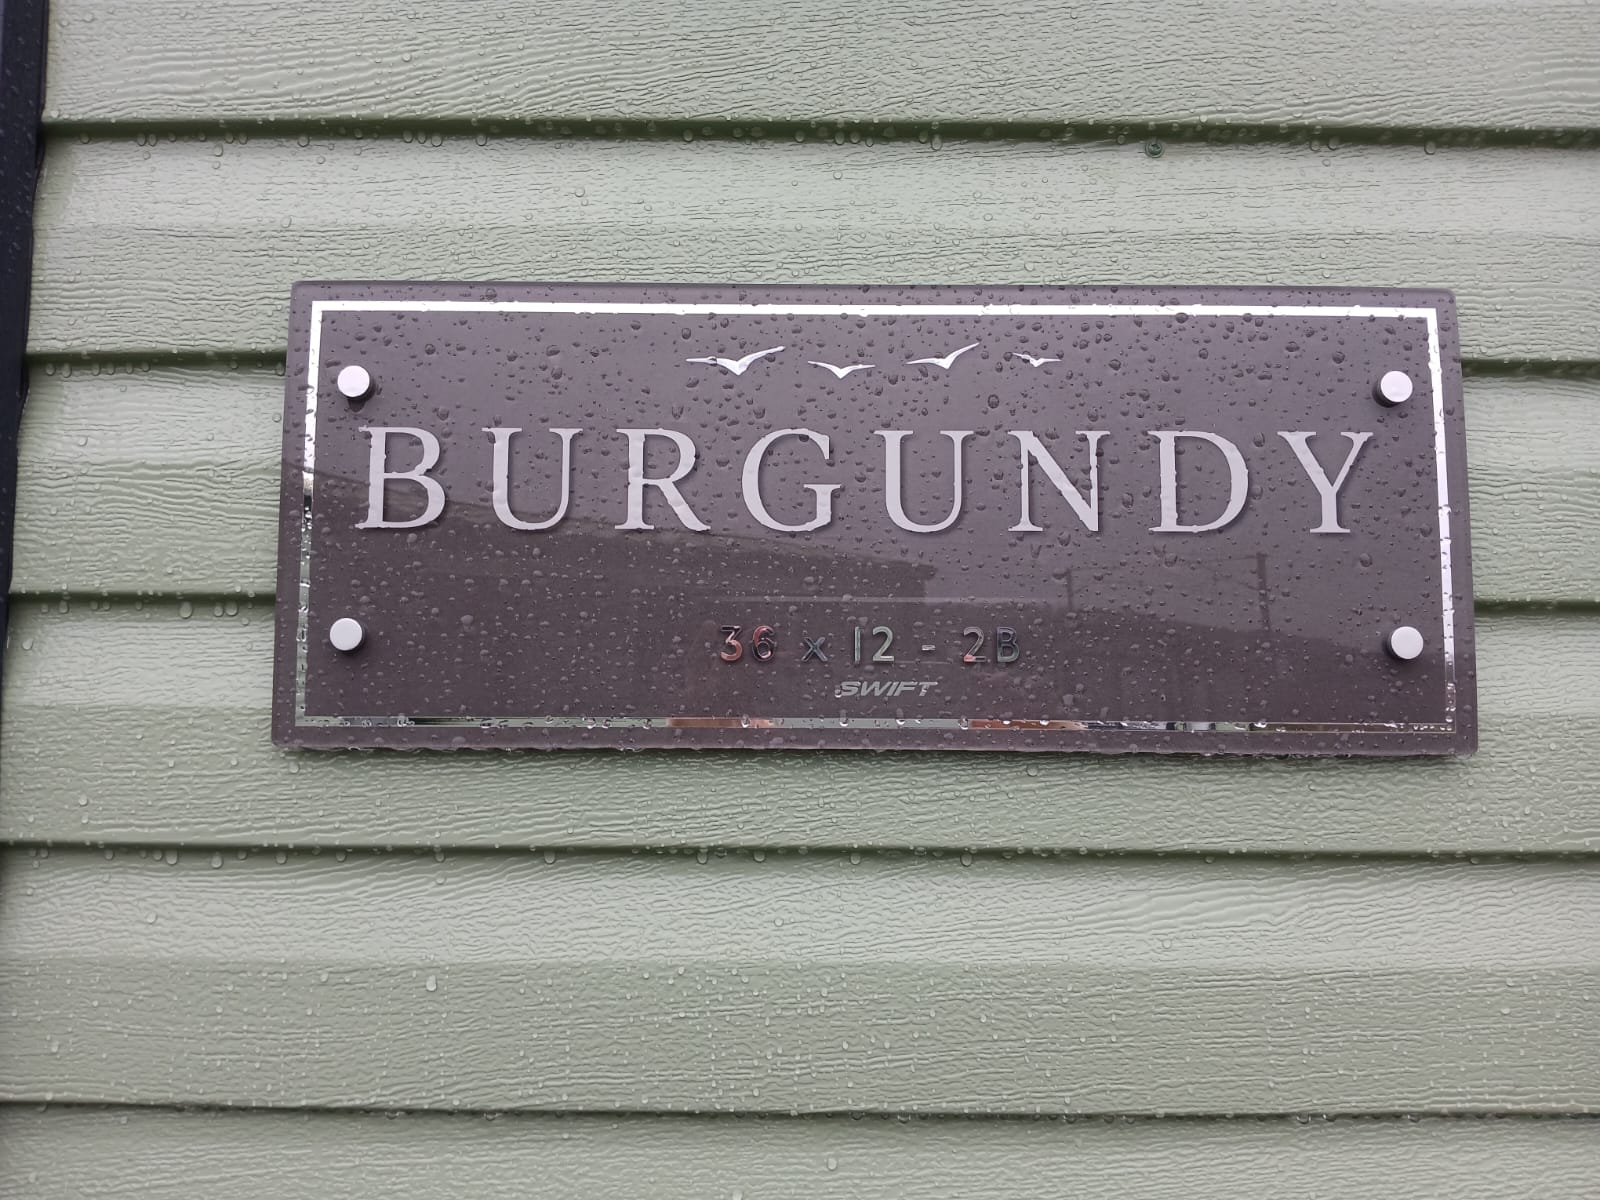 BURGUNDY
36 x 12 - 2B
SWIFT